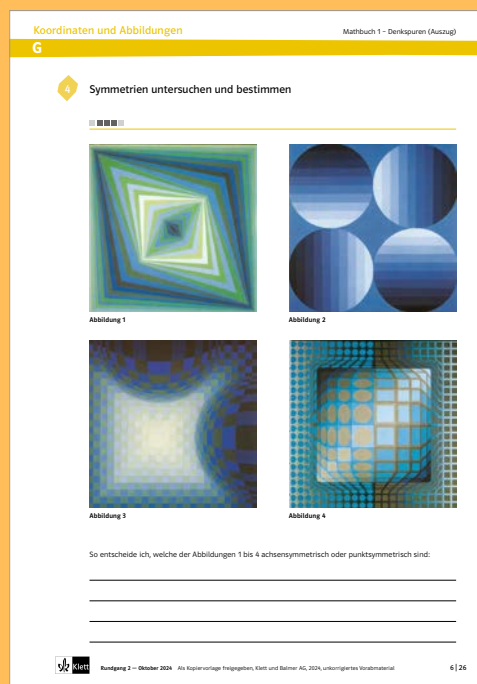 Koordinaten und Abbildungen
Mathbuch 1 – Denkspuren (Auszug)
G
4
Symmetrien untersuchen und bestimmen
Abbildung 1
Abbildung 2
Abbildung 3
Abbildung 4
So entscheide ich, welche der Abbildungen 1 bis 4 achsensymmetrisch oder punktsymmetrisch sind:
Klett
Rundgang 2 — Oktober 2024 Als Kopiervorlage freigegeben, Klett und Balmer AG, 2024, unkorrigiertes Vorabmaterial
6 | 26